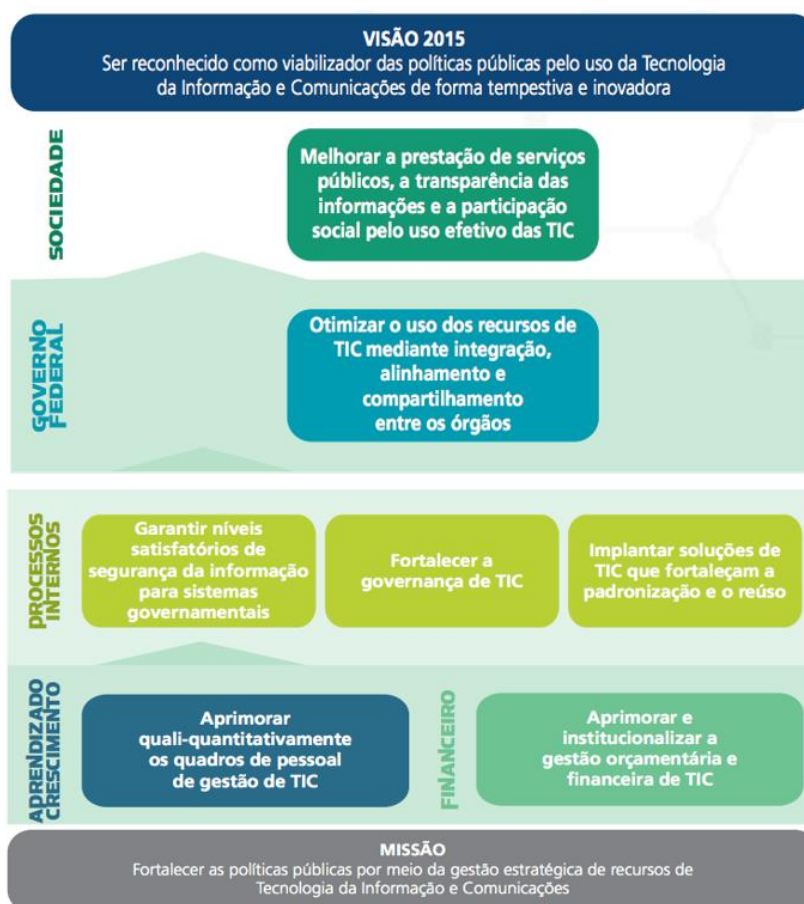 VISÃO 2015
Ser reconhecido como viabilizador das políticas públicas pelo uso da Tecnologia
da Informação e Comunicações de forma tempestiva e inovadora
SOCIEDADE
Melhorar a prestação de serviços
públicos, a transparência das
informações e a participação
social pelo uso efetivo das TIC
GOVERNO
FEDERAL
Otimizar o uso dos recursos de
TIC mediante integração,
alinhamento e
compartilhamento
entre os órgãos
PROCESSOS
INTERNOS
Garantir níveis
satisfatórios de
segurança da informação
para sistemas
governamentais
Fortalecer a
governança de TIC
Implantar soluções de
TIC que fortaleçam a
padronização e o reúso
APRENDIZADO
CRESCIMENTO
Aprimorar
quali-quantitativamente
os quadros de pessoal
de gestão de TIC
FINANCEIRO
Aprimorar e
institucionalizar a
gestão orçamentária e
financeira de TIC
MISSÃO
Fortalecer as políticas públicas por meio da gestão estratégica de recursos de
Tecnologia da Informação e Comunicações